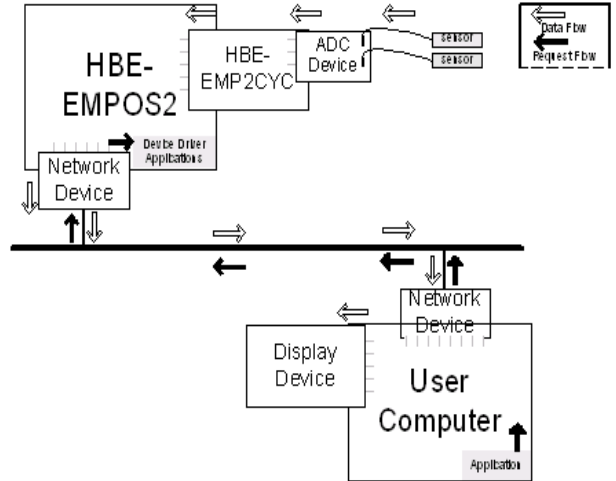 HBE-
EMPOS2
HBE-
EMP2CYC
ADC
Device
sensor
sensor
Data Flow
Request Flow
Device Driver
Applications
Network
Device
Network
Device
Display
Device
User
Computer
Application